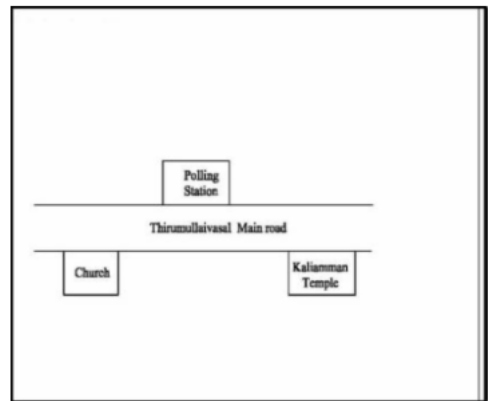 Polling
Station
Thirumullaivasal Main road
Church
Kaliamman
Temple